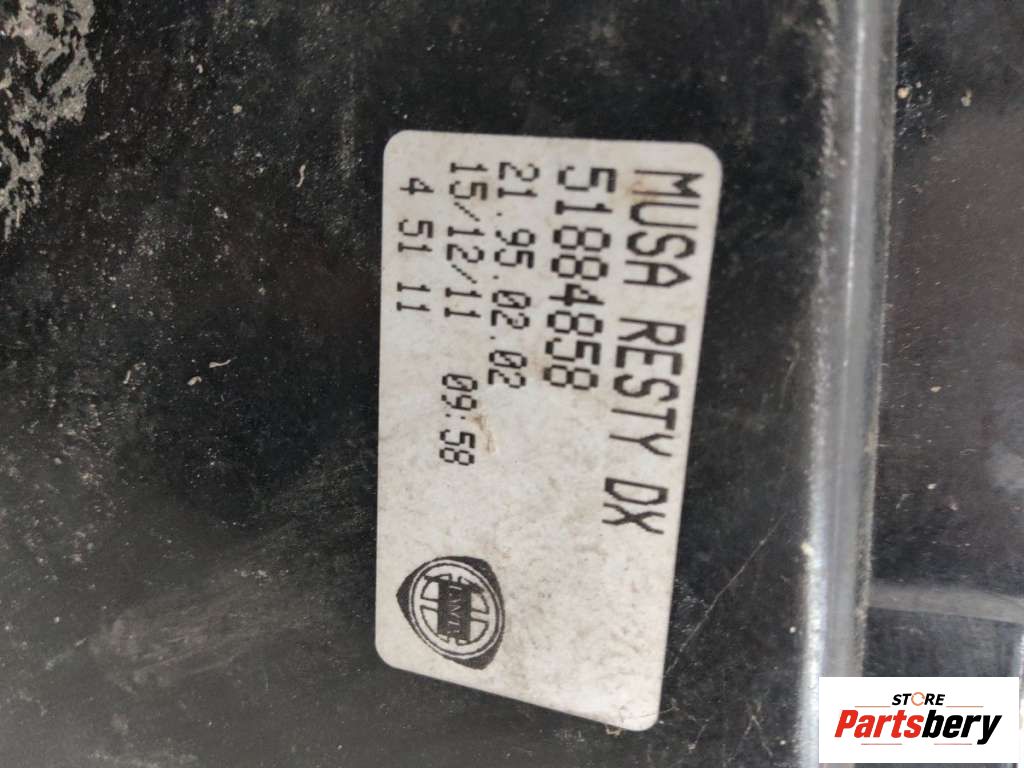 MUSA RESTY DX
51884858
21.95.02.02
15/12/11 09:58
4 51 11
STORE
Partsbery